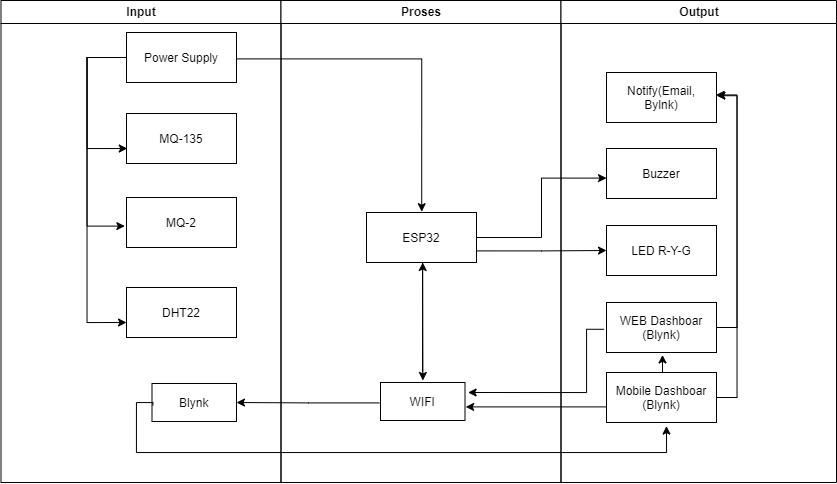 Input
Proses
Output
Power Supply
MQ-135
MQ-2
DHT22
Blynk
ESP32
WIFI
Notify(Email,
Bylnk)
Buzzer
LED R-Y-G
WEB Dashboar
(Blynk)
Mobile Dashboar
(Blynk)